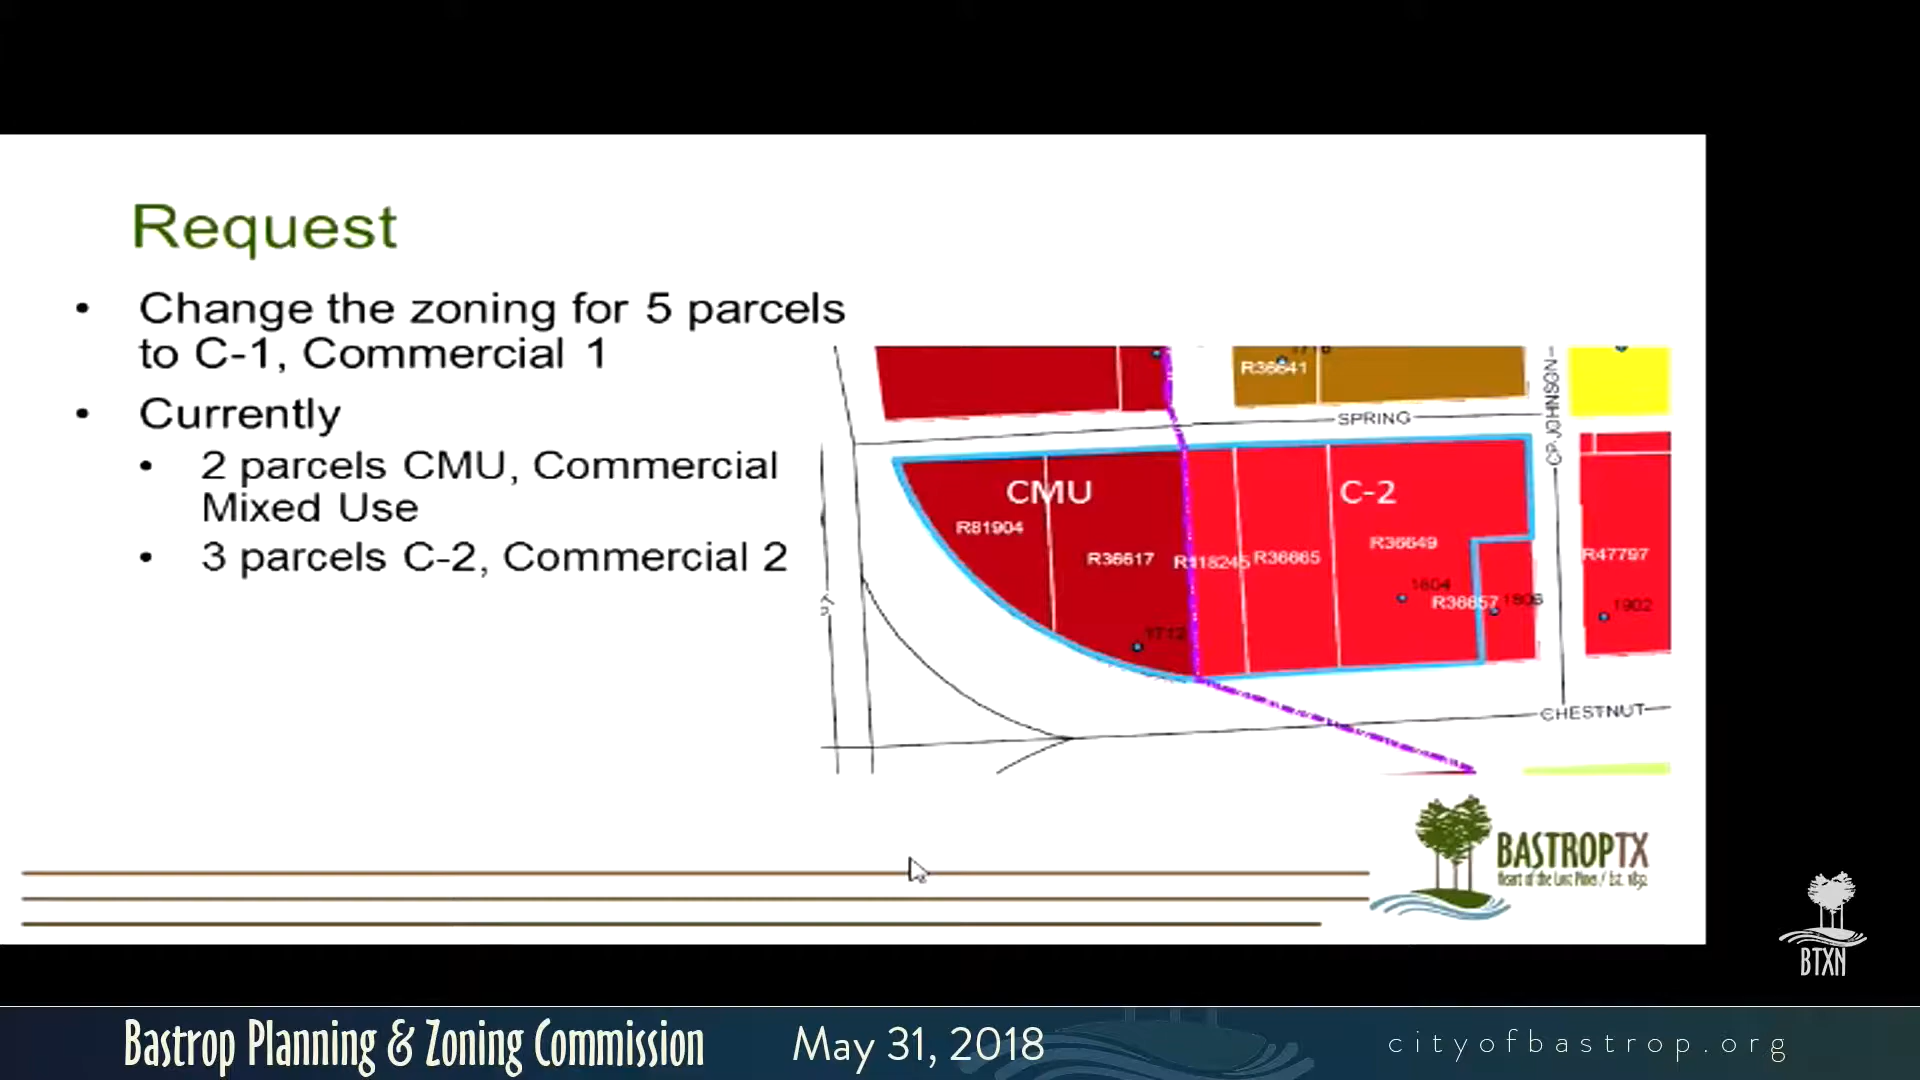 Request
• Change the zoning for 5 parcels
to C-1, Commercial 1
• Currently
• 2 parcels CMU, Commercial
Mixed Use
• 3 parcels C-2, Commercial 2
R36641
SPRING
CP JOHNSON
CMU
C-2
R81904
R36617
R118245
R36665
R36649
R47797
1604
R36657
1806
1902
1712
CHESTNUT
BASTROPTX
Heart of the Lost Pines / Est. 1832
BTXN
Bastrop Planning & Zoning Commission
May 31, 2018
cityofbastrop.org